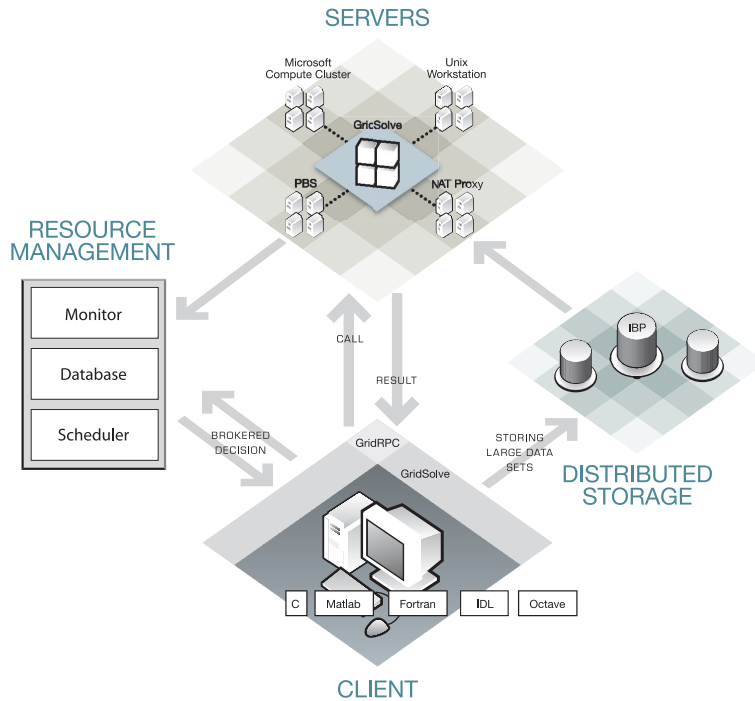 SERVERS
Microsoft
Compute Cluster
Unix
Workstation
GricSolve
PBS
NAT Proxy
RESOURCE
MANAGEMENT
Monitor
Database
Scheduler
CALL
RESULT
BROKERED
DECISION
IBP
STORING
LARGE DATA
SETS
DISTRIBUTED
STORAGE
GridRPC
GridSolve
C
Matlab
Fortran
IDL
Octave
CLIENT